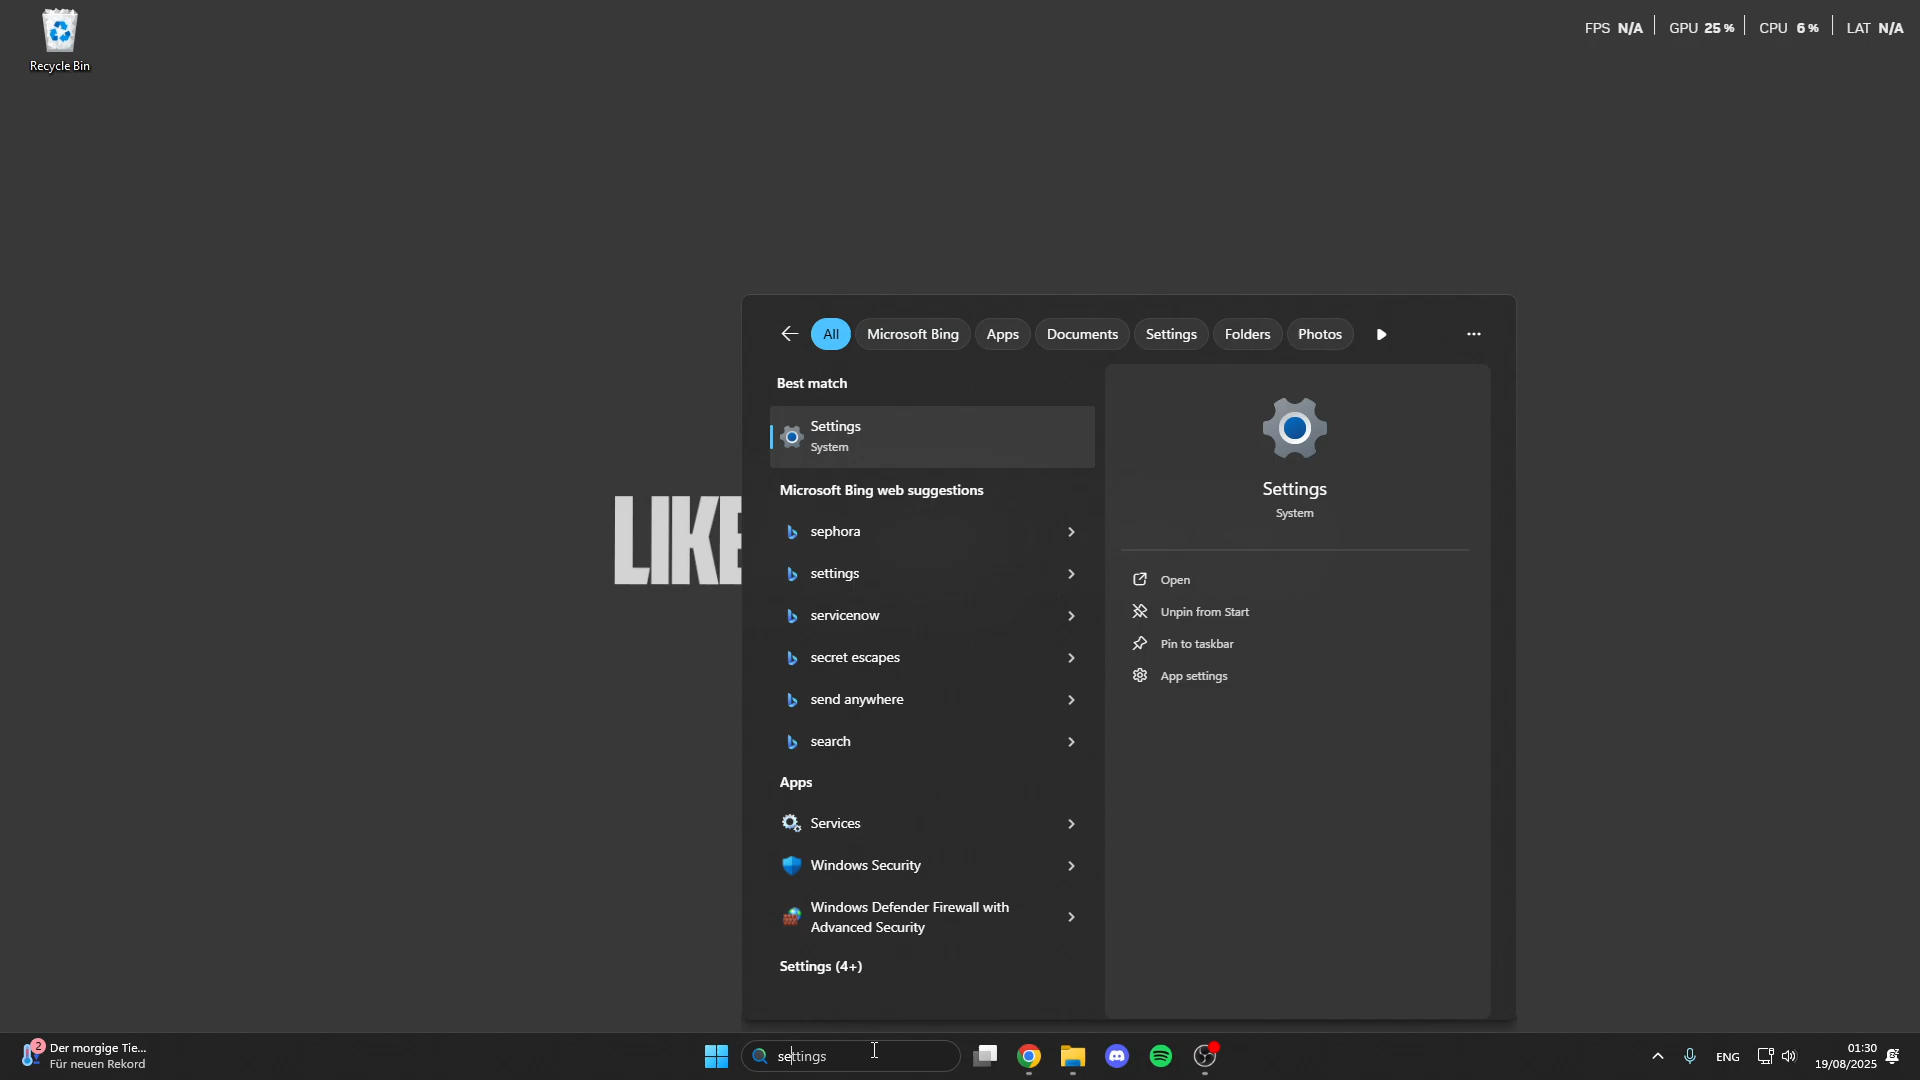 Recycle Bin
FPS N/A GPU 25 % CPU 6 % LAT N/A
All Microsoft Bing Apps Documents Settings Folders Photos
Best match
Settings
System
Microsoft Bing web suggestions
sephora
settings
servicenow
secret escapes
send anywhere
search
Apps
Services
Windows Security
Windows Defender Firewall with
Advanced Security
Settings (4+)
Settings
System
Open
Unpin from Start
Pin to taskbar
App settings
LIKE
2
Der morgige Tie...
Für neuen Rekord
settings
ENG
01:30
19/08/2025